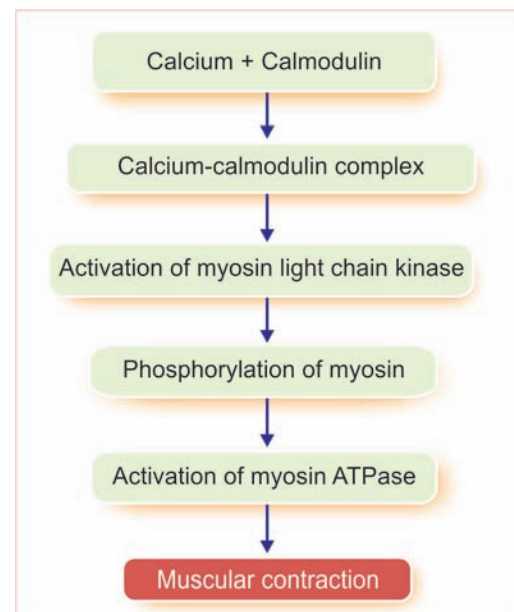 Calcium + Calmodulin
Calcium-calmodulin complex
Activation of myosin light chain kinase
Phosphorylation of myosin
Activation of myosin ATPase
Muscular contraction